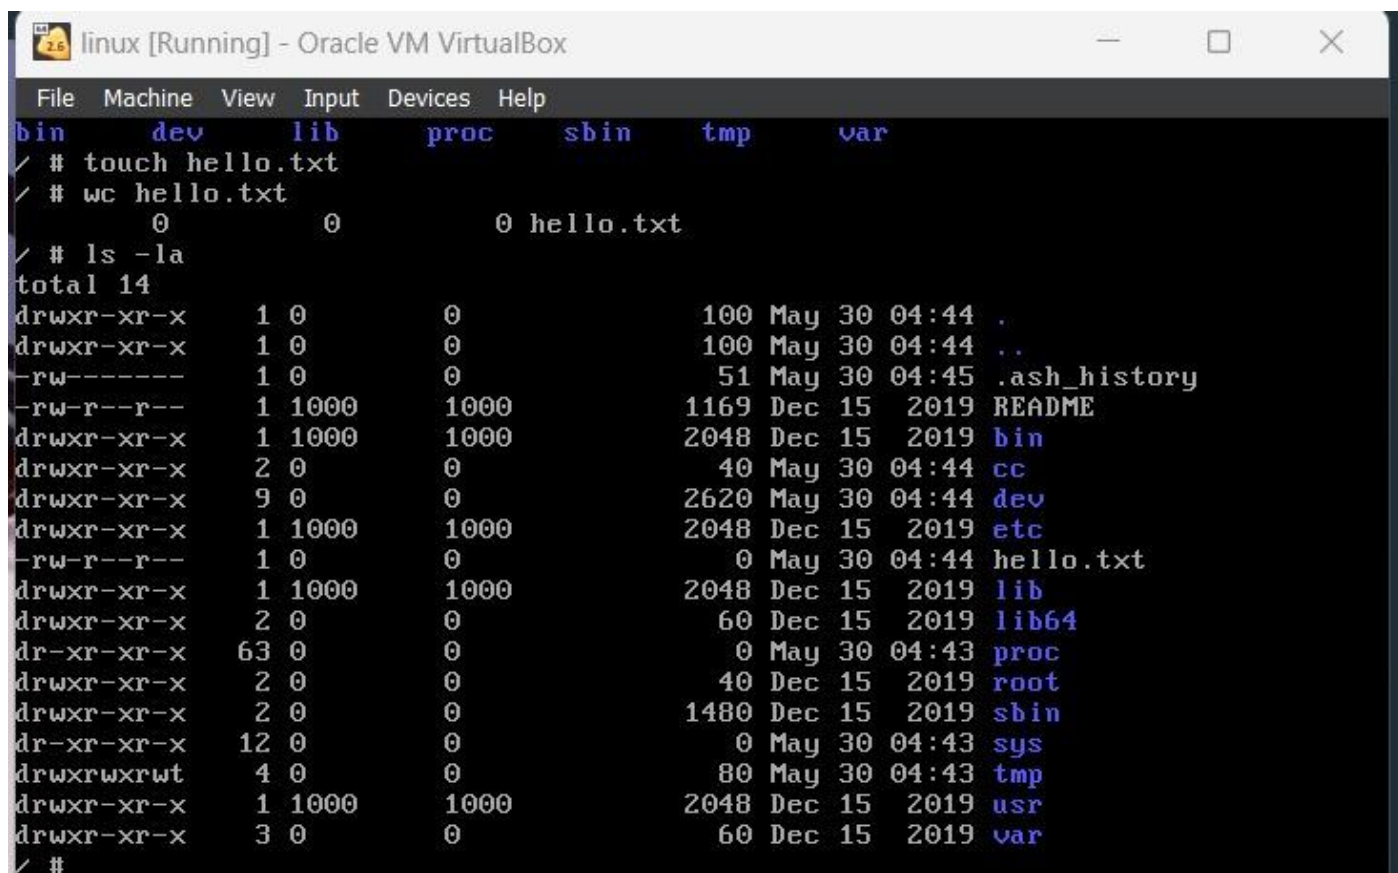 linux [Running] - Oracle VM VirtualBox
File Machine View Input Devices Help
bin dev lib proc sbin tmp var
/ # touch hello.txt
/ # wc hello.txt
0 0 0 hello.txt
/ # ls -la
total 14
drwxr-xr-x 1 0 0 100 May 30 04:44 .
drwxr-xr-x 1 0 0 100 May 30 04:44 ..
-rw------- 1 0 0 51 May 30 04:45 .ash_history
-rw-r--r-- 1 1000 1000 1169 Dec 15 2019 README
drwxr-xr-x 1 1000 1000 2048 Dec 15 2019 bin
drwxr-xr-x 2 0 0 40 May 30 04:44 cc
drwxr-xr-x 9 0 0 2620 May 30 04:44 dev
drwxr-xr-x 1 1000 1000 2048 Dec 15 2019 etc
-rw-r--r-- 1 0 0 0 May 30 04:44 hello.txt
drwxr-xr-x 1 1000 1000 2048 Dec 15 2019 lib
drwxr-xr-x 2 0 0 60 Dec 15 2019 lib64
dr-xr-xr-x 63 0 0 0 May 30 04:43 proc
drwxr-xr-x 2 0 0 40 Dec 15 2019 root
drwxr-xr-x 2 0 0 1480 Dec 15 2019 sbin
dr-xr-xr-x 12 0 0 0 May 30 04:43 sys
drwxrwxrwt 4 0 0 80 May 30 04:43 tmp
drwxr-xr-x 1 1000 1000 2048 Dec 15 2019 usr
drwxr-xr-x 3 0 0 60 Dec 15 2019 var
/ #